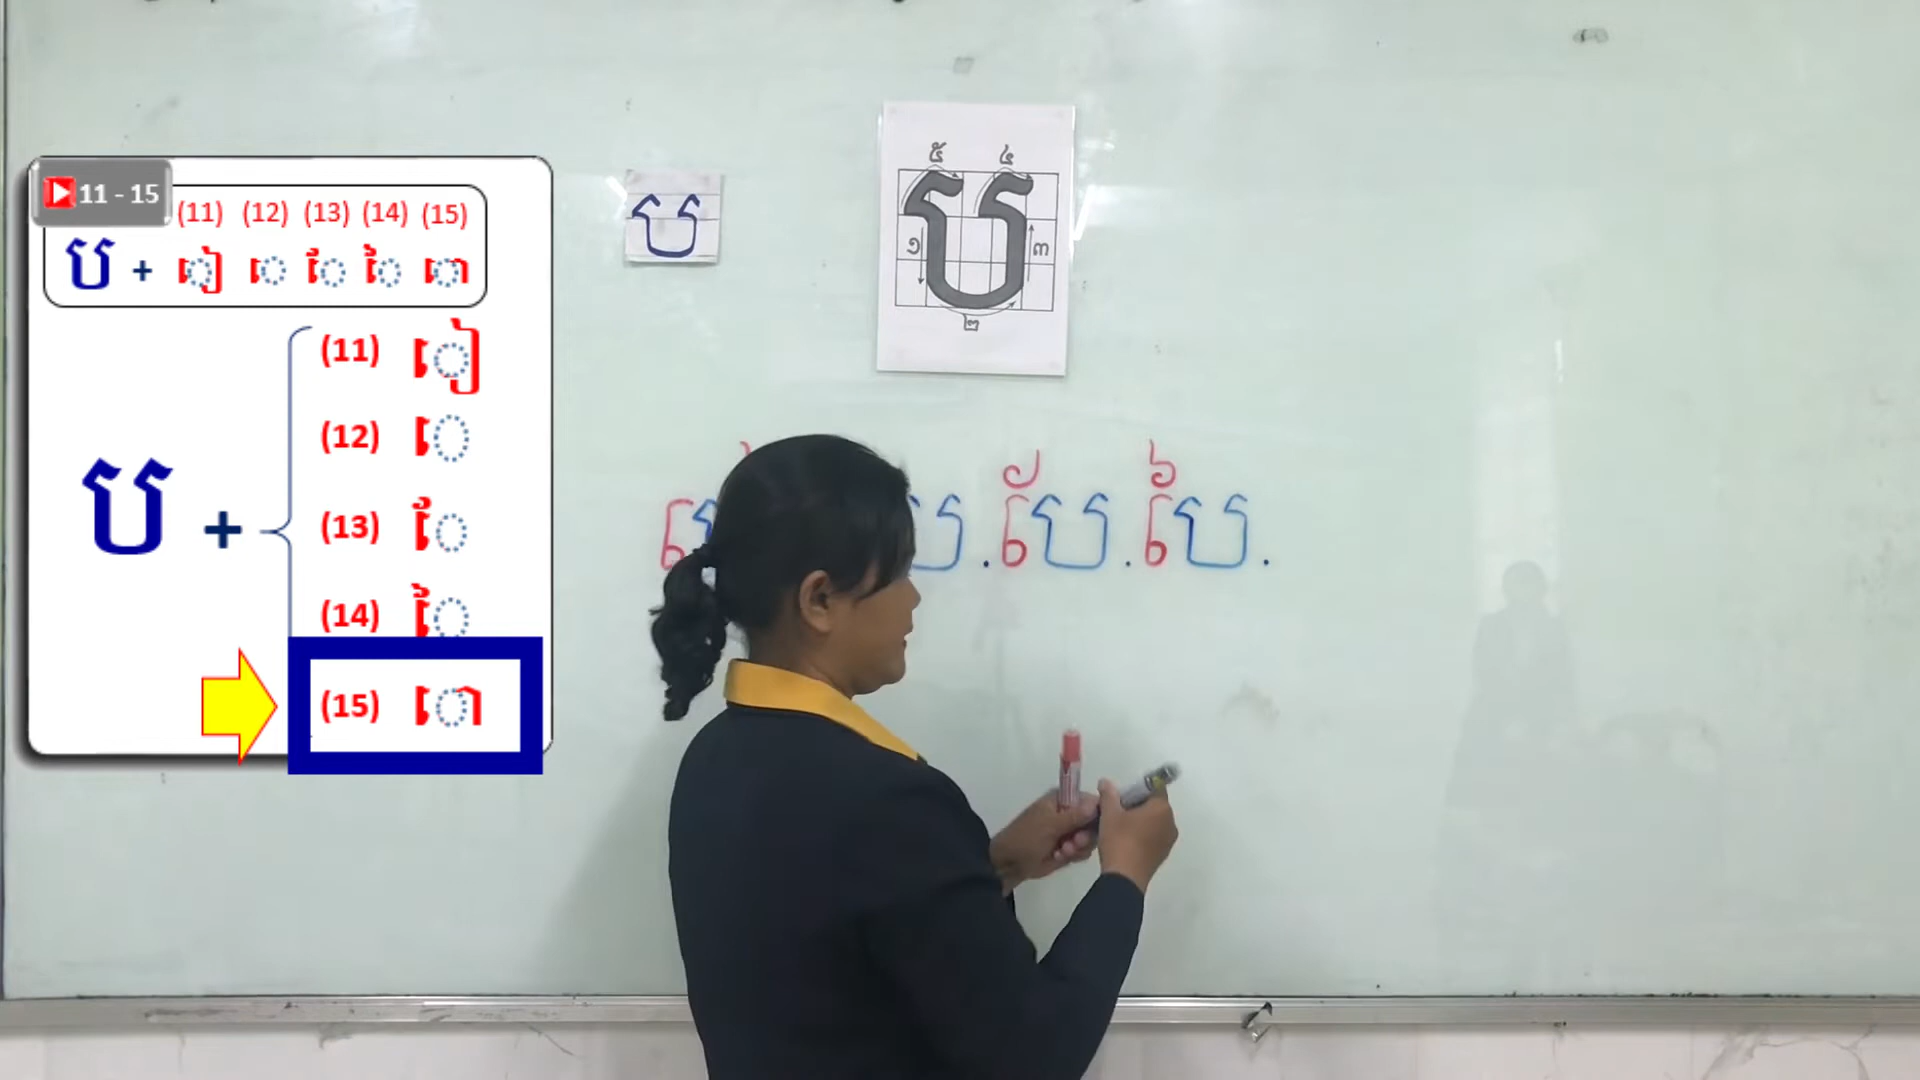 11 - 15
(11) (12) (13) (14) (15)
ប + ៀ េ ែ ៃ ោ
(11) ៀ
(12) េ
(13) ែ
(14) ៃ
(15) ោ
ប +
ប
៥ ៤
ប
១ ៣
២
. បែ . បៃ .